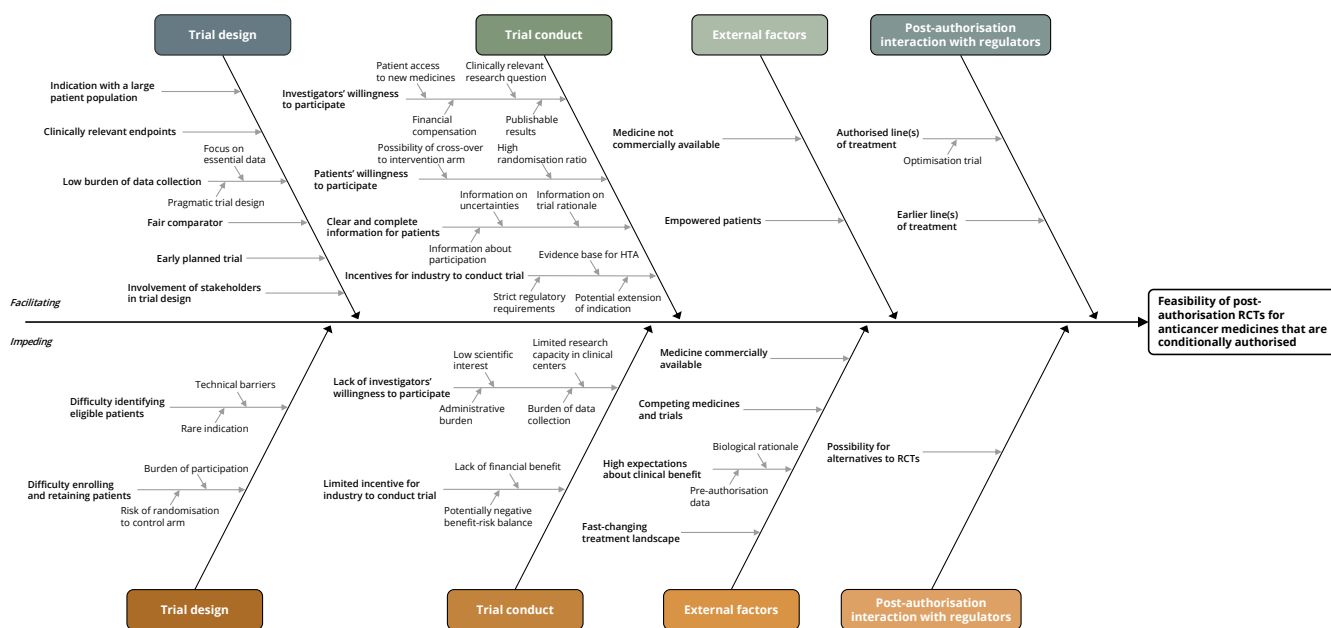 Trial design
Trial conduct
External factors
Post-authorisation
interaction with regulators
Indication with a large
patient population
Clinically relevant endpoints
Focus on
essential data
Low burden of data collection
Pragmatic trial design
Fair comparator
Early planned trial
Involvement of stakeholders
in trial design
Patient access
to new medicines
Clinically relevant
research question
Investigators' willingness
to participate
Financial
compensation
Publishable
results
Possibility of cross-over
to intervention arm
High
randomisation ratio
Patients' willingness
to participate
Information on
uncertainties
Information on
trial rationale
Clear and complete
information for patients
Information about
participation
Evidence base for HTA
Incentives for industry to conduct trial
Strict regulatory
requirements
Potential extension
of indication
Medicine not
commercially available
Empowered patients
Authorised line(s)
of treatment
Optimisation trial
Earlier line(s)
of treatment
Facilitating
Impeding
Feasibility of post-
authorisation RCTs for
anticancer medicines that are
conditionally authorised
Technical barriers
Difficulty identifying
eligible patients
Rare indication
Burden of participation
Difficulty enrolling
and retaining patients
Risk of randomisation
to control arm
Low scientific
interest
Limited research
capacity in clinical
centers
Lack of investigators'
willingness to participate
Administrative
burden
Burden of data
collection
Lack of financial benefit
Limited incentive for
industry to conduct trial
Potentially negative
benefit-risk balance
Medicine commercially
available
Competing medicines
and trials
Biological rationale
High expectations
about clinical benefit
Pre-authorisation
data
Fast-changing
treatment landscape
Possibility for
alternatives to RCTs
Trial design
Trial conduct
External factors
Post-authorisation
interaction with regulators